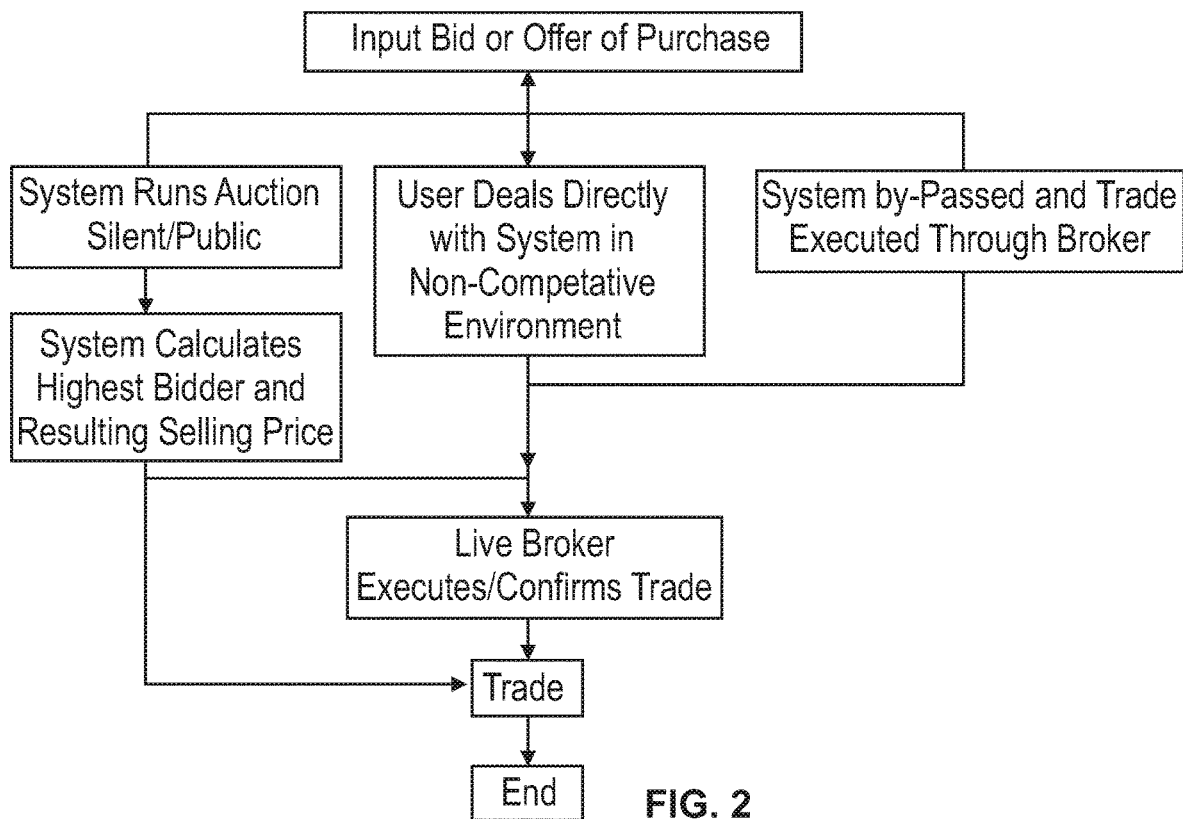 Input Bid or Offer of Purchase
System Runs Auction
Silent/Public
User Deals Directly
with System in
Non-Competative
Environment
System by-Passed and Trade
Executed Through Broker
System Calculates
Highest Bidder and
Resulting Selling Price
Live Broker
Executes/Confirms Trade
Trade
End
FIG. 2